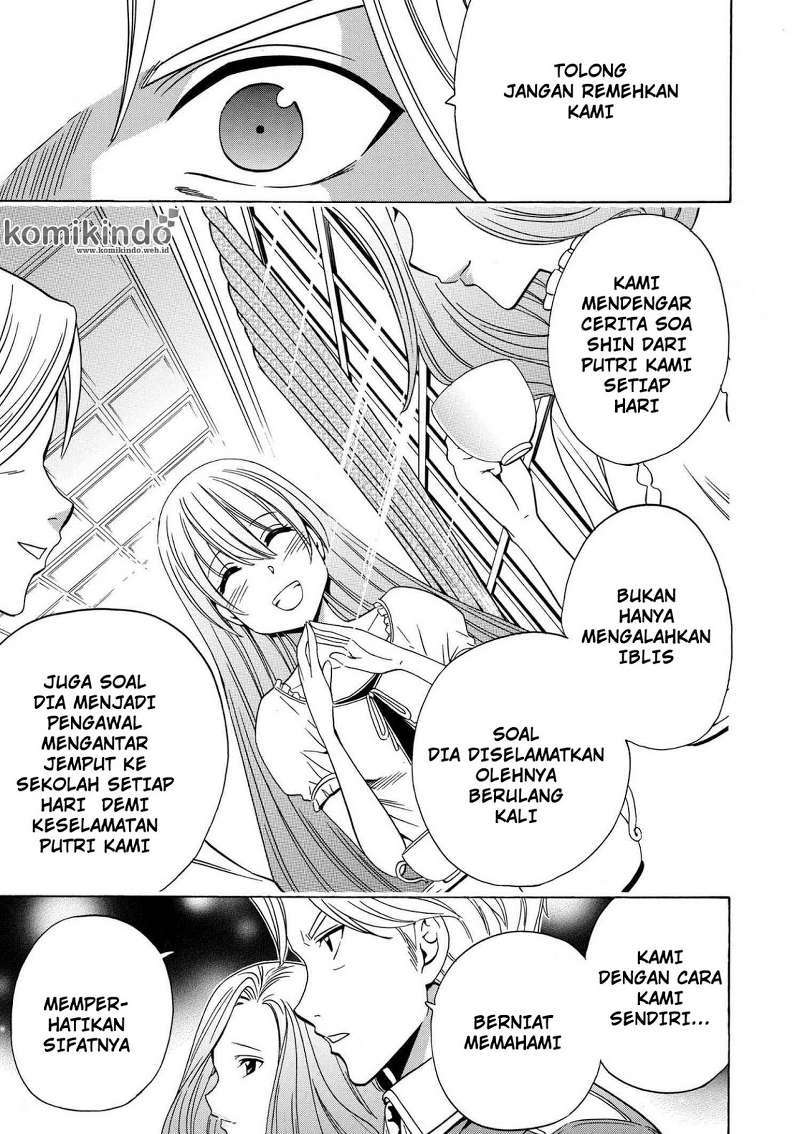 TOLONG
JANGAN REMEHKAN
KAMI
komikindo
www.komikindo.web.id
KAMI
MENDENGAR
CERITA SOA
SHIN DARI
PUTRI KAMI
SETIAP
HARI
BUKAN
HANYA
MENGALAHKAN
IBLIS
SOAL
DIA DISELAMATKAN
OLEHNYA
BERULANG
KALI
JUGA SOAL
DIA MENJADI
PENGAWAL
MENGANTAR
JEMPUT KE
SEKOLAH SETIAP
HARI DEMI
KESELAMATAN
PUTRI KAMI
KAMI
DENGAN CARA
KAMI
SENDIRI...
BERNIAT
MEMAHAMI
MEMPER-
HATIKAN
SIFATNYA